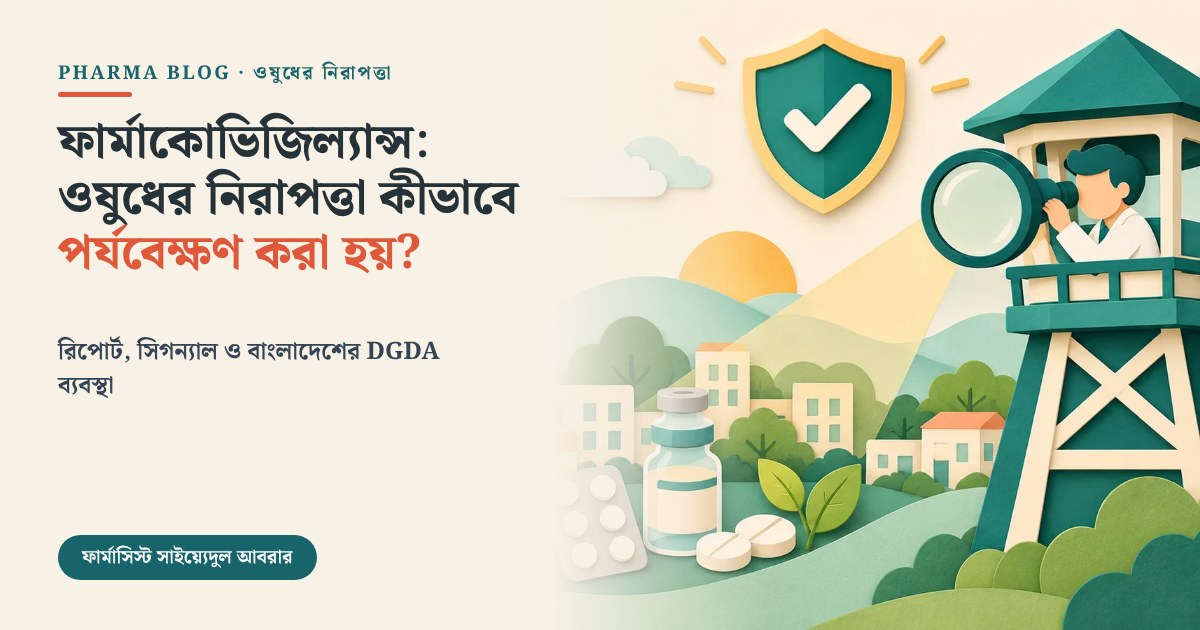 PHARMA BLOG · ওষুধের নিরাপত্তা
ফার্মাকোভিজিল্যান্স:
ওষুধের নিরাপত্তা কীভাবে
পর্যবেক্ষণ করা হয়?
রিপোর্ট, সিগন্যাল ও বাংলাদেশের DGDA
ব্যবস্থা
ফার্মাসিস্ট সাইয়্যেদুল আবরার